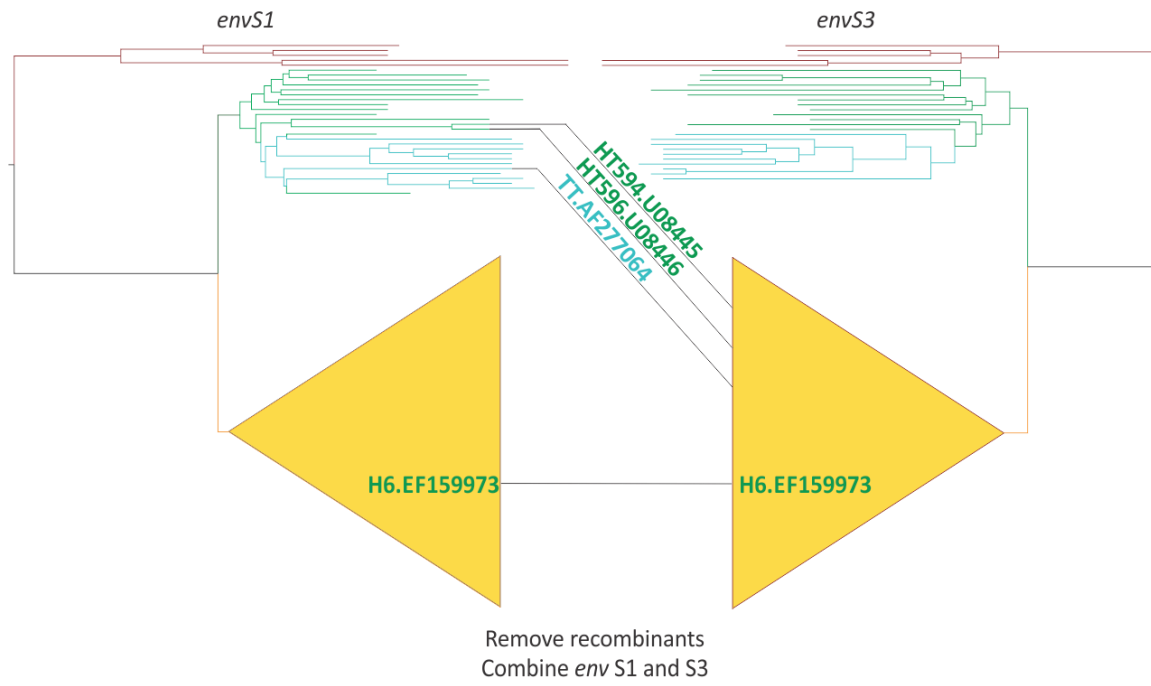 envS1
envS3
HT594.U08445
HT596.U08446
TT.AF277064
H6.EF159973
H6.EF159973
Remove recombinants
Combine env S1 and S3